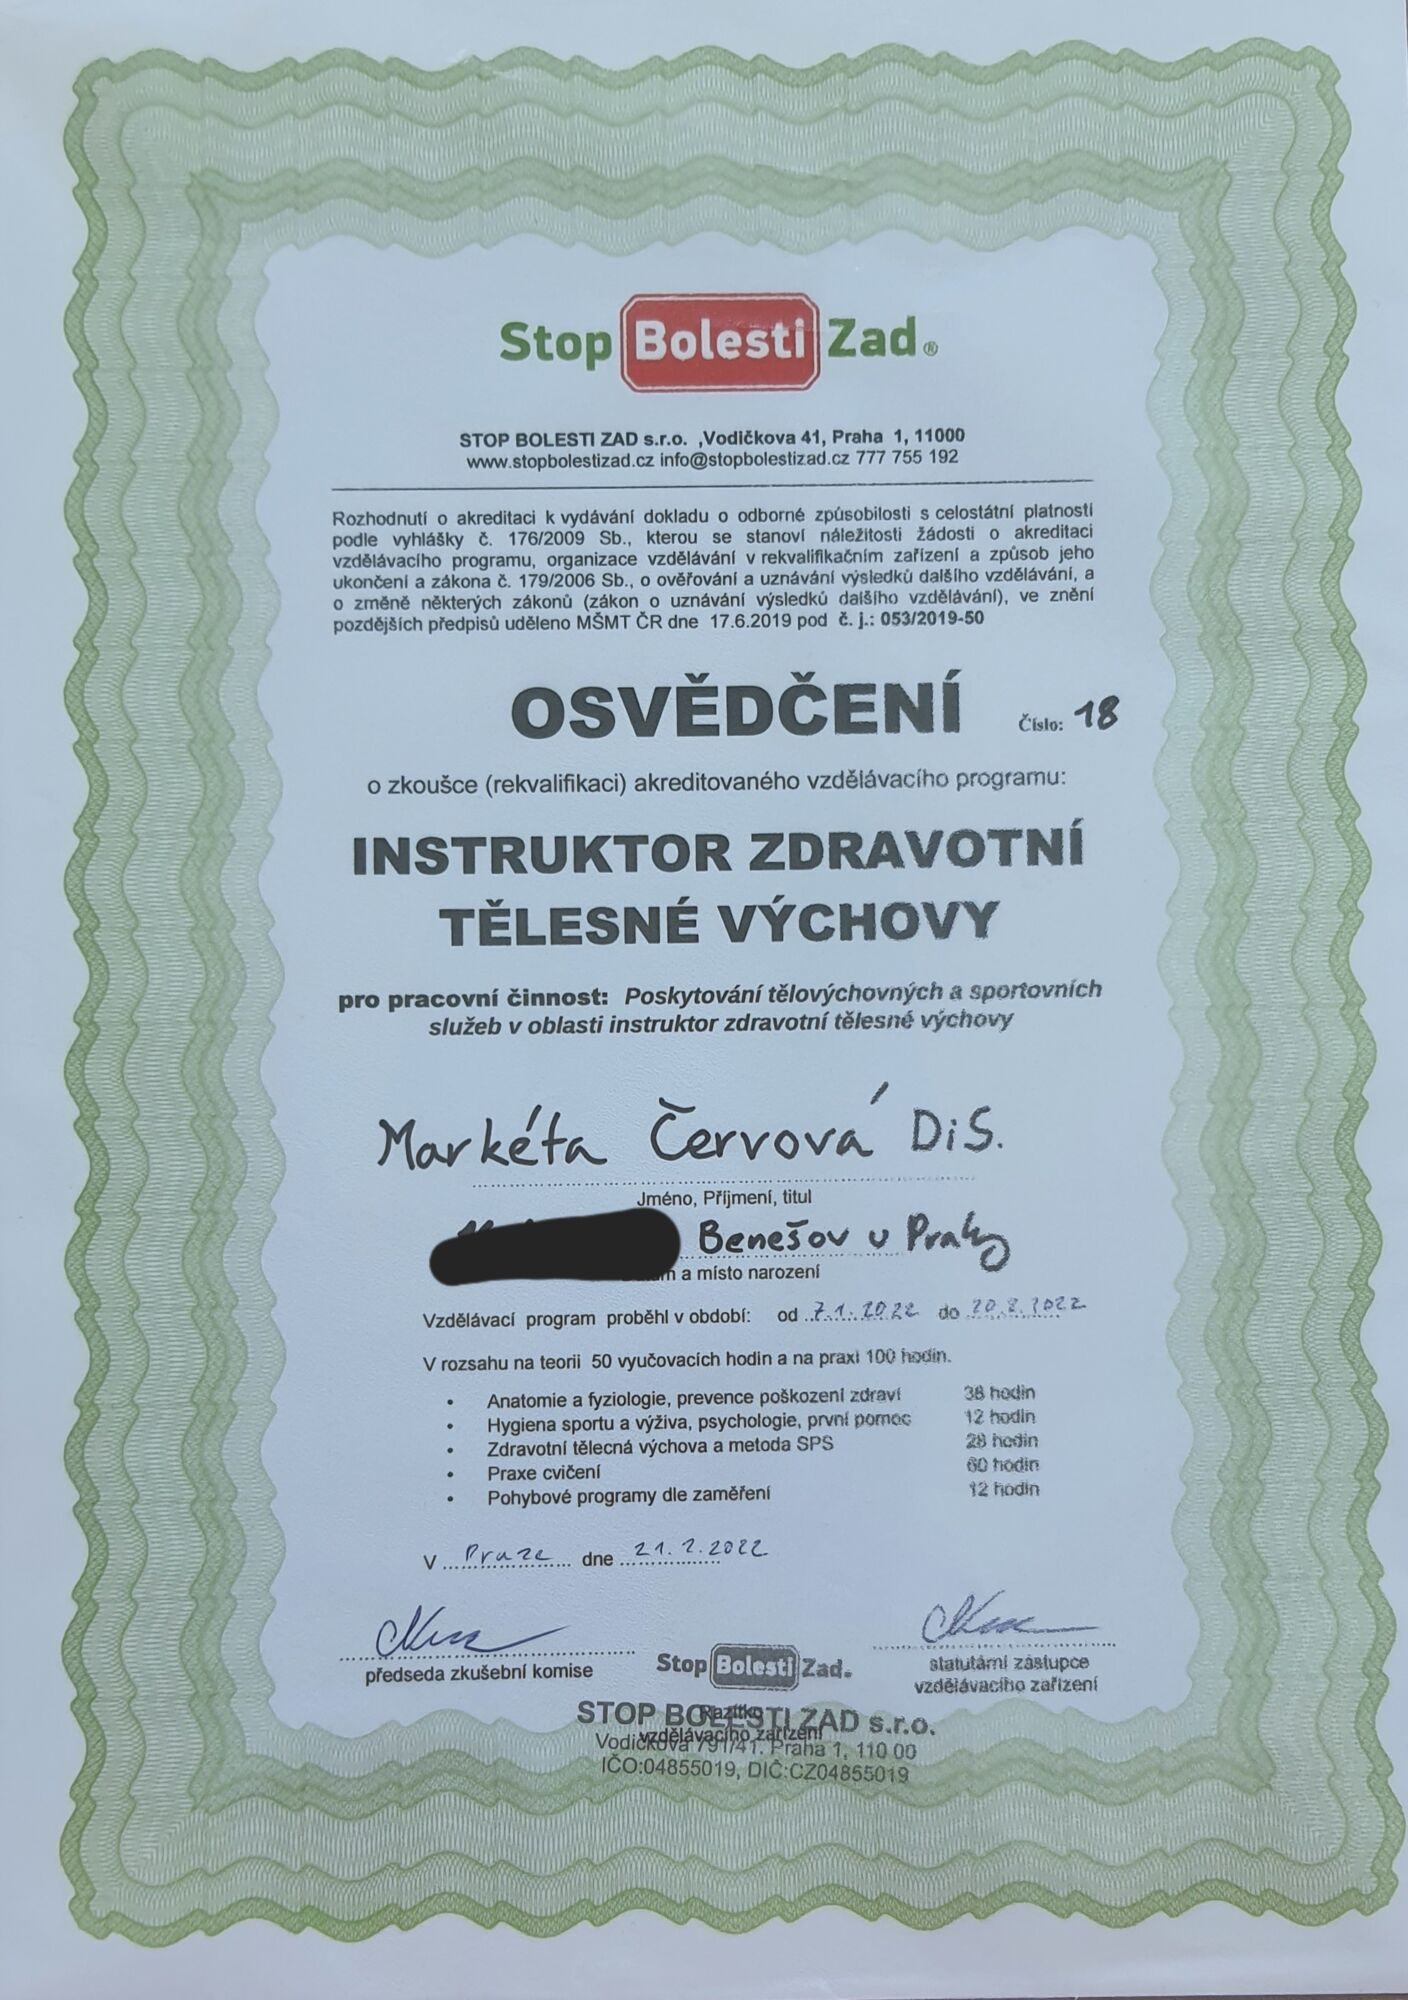 Stop Bolesti Zad®
STOP BOLESTI ZAD s.r.o. ,Vodičkova 41, Praha 1, 11000
www.stopbolestizad.cz info@stopbolestizad.cz 777 755 192
Rozhodnutí o akreditaci k vydávání dokladu o odborné způsobilosti s celostátní platností
podle vyhlášky č. 176/2009 Sb., kterou se stanoví náležitosti žádosti o akreditaci
vzdělávacího programu, organizace vzdělávání v rekvalifikačním zařízení a způsob jeho
ukončení a zákona č. 179/2006 Sb., o ověřování a uznávání výsledků dalšího vzdělávání, a
o změně některých zákonů (zákon o uznávání výsledků dalšího vzdělávání), ve znění
pozdějších předpisů uděleno MŠMT ČR dne 17.6.2019 pod č. j.: 053/2019-50
OSVĚDČENÍ Číslo: 18
o zkoušce (rekvalifikaci) akreditovaného vzdělávacího programu:
INSTRUKTOR ZDRAVOTNÍ
TĚLESNÉ VÝCHOVY
pro pracovní činnost: Poskytování tělovýchovných a sportovních
služeb v oblasti instruktor zdravotní tělesné výchovy
Markéta Červová DiS.
Jméno, Příjmení, titul
Benešov u Prahy
a místo narození
Vzdělávací program proběhl v období: od 7.1.2022 do 20.2.2022
V rozsahu na teorii 50 vyučovacích hodin a na praxi 100 hodin.
• Anatomie a fyziologie, prevence poškození zdraví 38 hodin
• Hygiena sportu a výživa, psychologie, první pomoc 12 hodin
• Zdravotní tělecná výchova a metoda SPS 28 hodin
• Praxe cvičení 60 hodin
• Pohybové programy dle zaměření 12 hodin
V Praze dne 21.2.2022
předseda zkušební komise
Stop Bolesti Zad®
statutární zástupce
vzdělávacího zařízení
STOP BOLESTI ZAD s.r.o.
Razítko
vzdělávacího zařízení
Vodičkova 791/41. Praha 1, 110 00
IČO:04855019, DIČ:CZ04855019